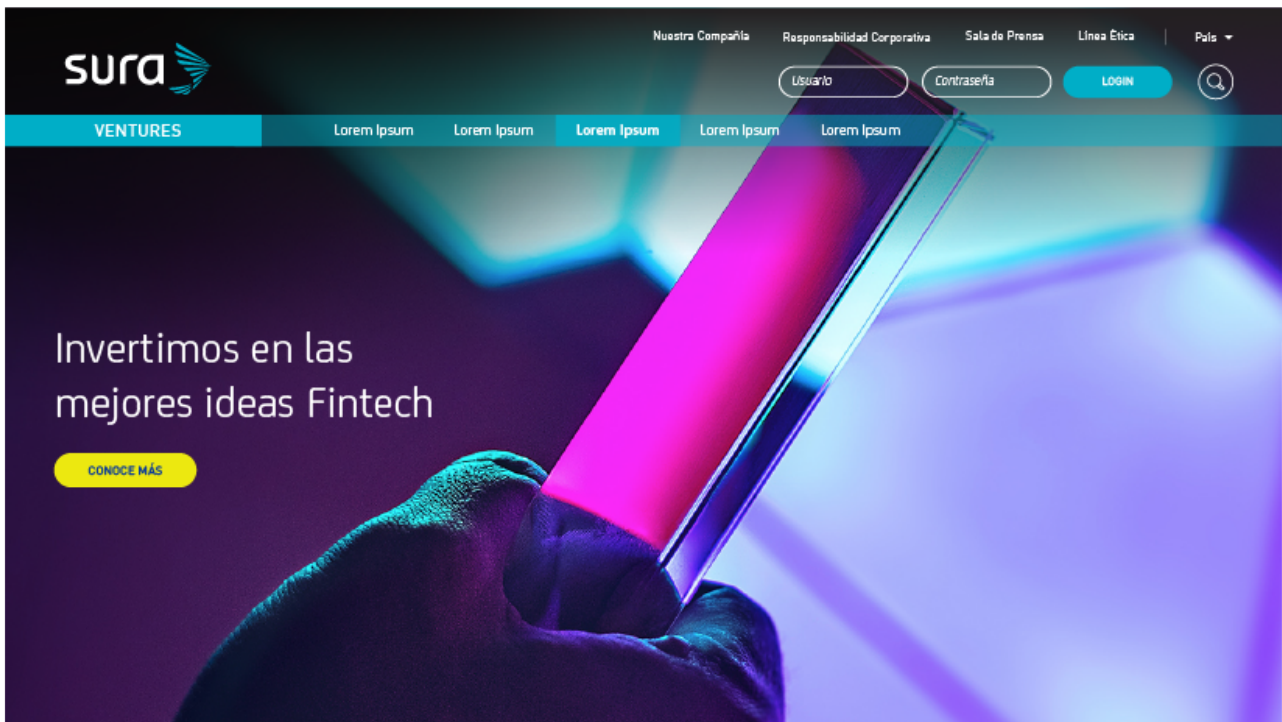 sura
Nuestra Compañía Responsabilidad Corporativa Sala de Prensa Línea Ética País
Usuario Contraseña LOGIN
VENTURES Lorem Ipsum Lorem Ipsum Lorem Ipsum Lorem Ipsum Lorem Ipsum
Invertimos en las
mejores ideas Fintech
CONOCE MÁS